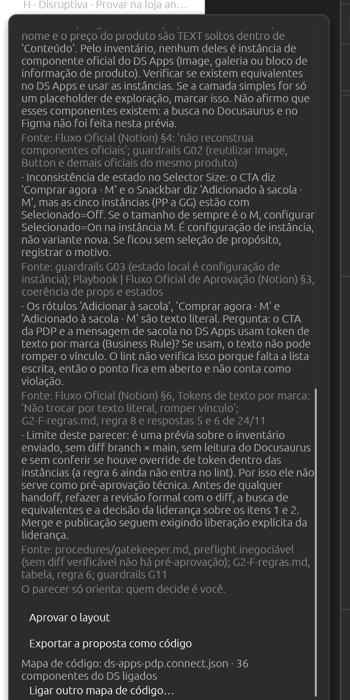 H · Disruptiva · Provar na loja an…
nome e o preço do produto são TEXT soltos dentro de
'Conteúdo'. Pelo inventário, nenhum deles é instância de
componente oficial do DS Apps (Image, galeria ou bloco de
informação de produto). Verificar se existem equivalentes
no DS Apps e usar as instâncias. Se a camada simples for só
um placeholder de exploração, marcar isso. Não afirmo que
esses componentes existem: a busca no Docusaurus e no
Figma não foi feita nesta prévia.
Fonte: Fluxo Oficial (Notion) §4: 'não reconstrua
componentes oficiais'; guardrails G02 (reutilizar Image,
Button e demais oficiais do mesmo produto)
· Inconsistência de estado no Selector Size: o CTA diz
'Comprar agora · M' e o Snackbar diz 'Adicionado à sacola ·
M', mas as cinco instâncias (PP a GG) estão com
Selected=Off. Se o tamanho de sempre é o M, configurar
Selected=On na instância M. É configuração de instância,
não variante nova. Se ficou sem seleção de propósito,
registrar o motivo.
Fonte: guardrails G03 (estado local é configuração de
instância); Playbook | Fluxo de Aprovação (Notion) §3,
coerência de props e estados
· Os rótulos 'Adicionar à sacola', 'Comprar agora · M' e
'Adicionado à sacola · M' são texto literal. Pergunta: o CTA
da PDP e a mensagem de sacola no DS Apps usam token de
texto por marca (Business Rule)? Se usam, o texto não pode
romper o vínculo. O lint não verifica isso porque falta a lista
escrita, então o ponto fica em aberto e não conta como
violação.
Fonte: Fluxo Oficial (Notion) §6, Tokens de texto por marca:
'Não trocar por texto literal, romper vínculo';
G2-F-regras.md, regra 8 e respostas 5 e 6 de 24/11
· Limite deste parecer: é uma prévia sobre o inventário
enviado, sem diff branch × main, sem leitura do Docusaurus
e sem conferir se houve override de token dentro das
instâncias (a regra 6 ainda não entra no lint). Por isso ele não
serve como pré-aprovação técnica. Antes de qualquer
handoff, refazer a revisão formal com o diff, a busca de
equivalentes e a decisão da liderança sobre os itens 1 e 2.
Merge e publicação seguem exigindo liberação explícita da
liderança.
Fonte: procedures/gatekeeper.md, preflight inegociável
(sem diff verificável não há pré-aprovação); G2-F-regras.md,
tabela, regra 6; guardrails G11
O parecer só orienta: quem decide é você.
Aprovar o layout
Exportar a proposta como código
Mapa de código: ds-apps-pdp.connect.json · 36
componentes do DS ligados
Ligar outro mapa de código…